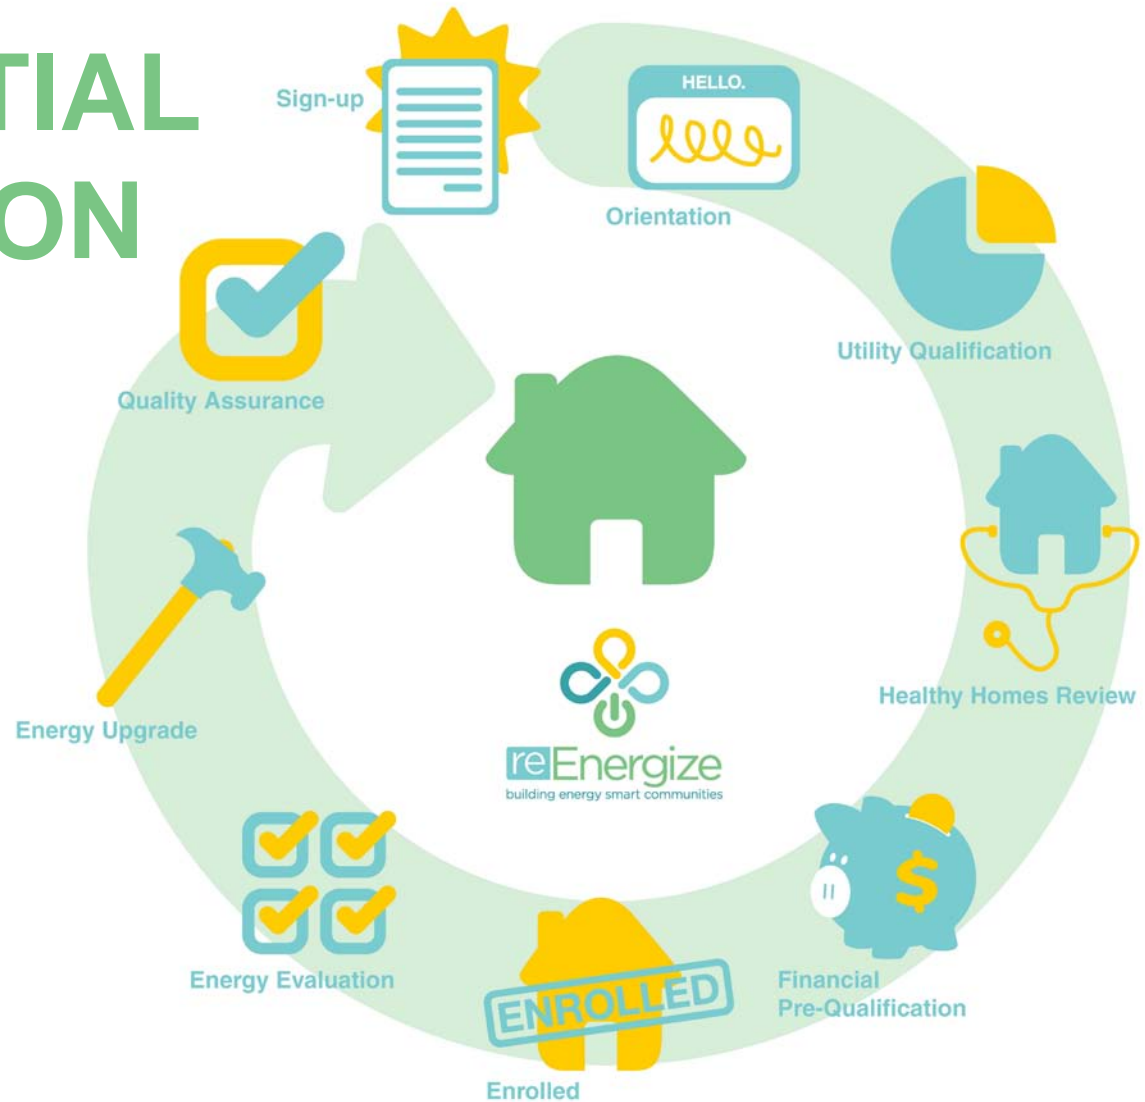 TIAL
ON
Sign-up
HELLO.
Orientation
Utility Qualification
Healthy Homes Review
Financial
Pre-Qualification
ENROLLED
Enrolled
Energy Evaluation
Energy Upgrade
Quality Assurance
reEnergize
building energy smart communities